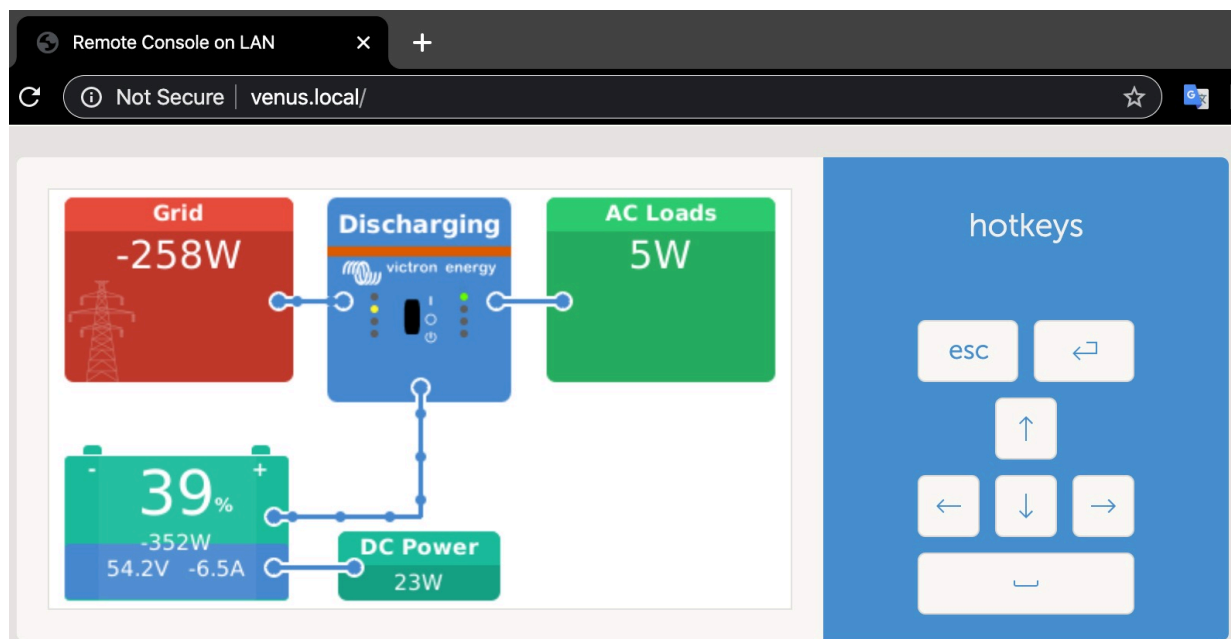 Remote Console on LAN
Not Secure venus.local/
Grid
-258W
Discharging
victron energy
AC Loads
5W
39%
- +
-352W
54.2V -6.5A
DC Power
23W
hotkeys
esc